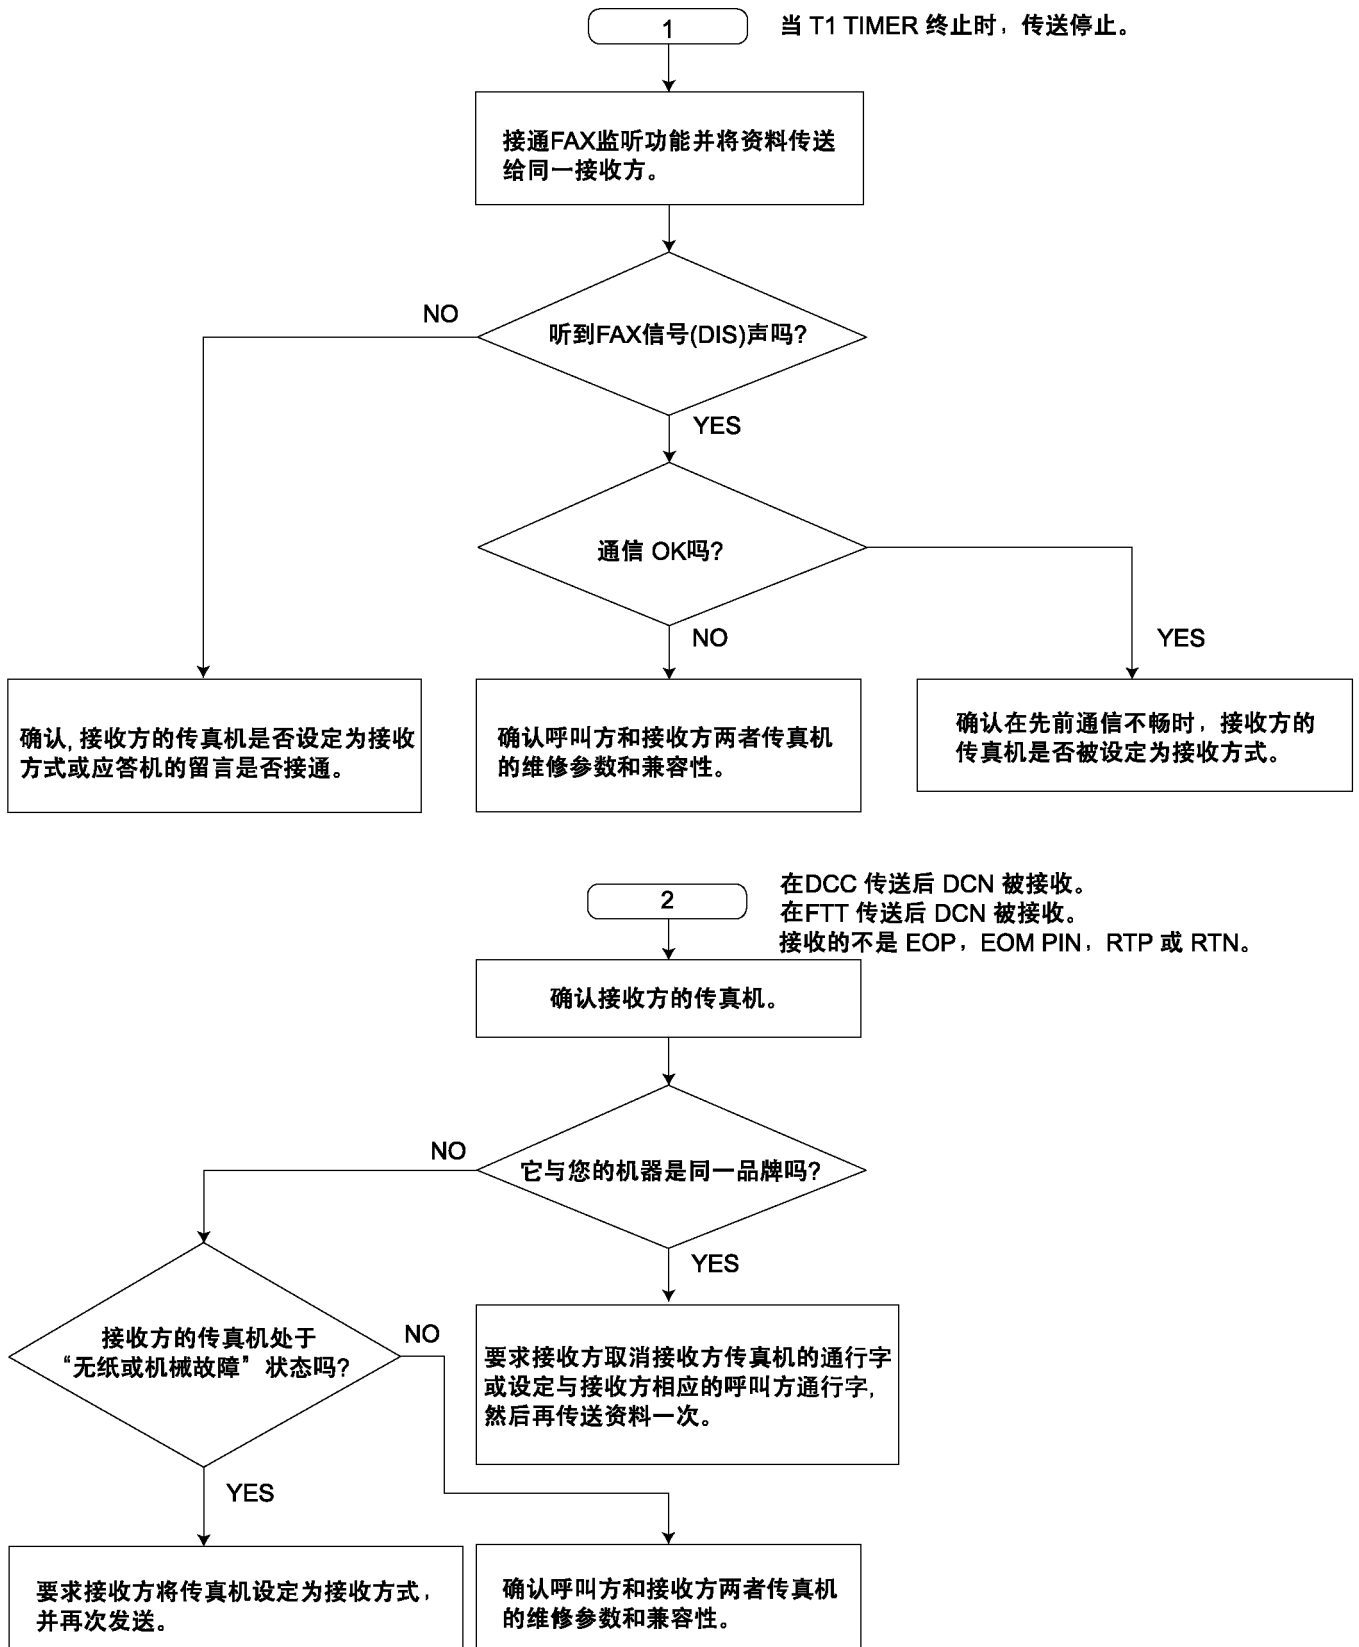 1
当 T1 TIMER 终止时，传送停止。
接通FAX监听功能并将资料传送
给同一接收方。
NO
听到FAX信号(DIS)声吗?
YES
通信 OK吗?
NO
YES
确认, 接收方的传真机是否设定为接收
方式或应答机的留言是否接通。
确认呼叫方和接收方两者传真机
的维修参数和兼容性。
确认在先前通信不畅时，接收方的
传真机是否被设定为接收方式。
2
在DCC 传送后 DCN 被接收。
在FTT 传送后 DCN 被接收。
接收的不是 EOP，EOM PIN，RTP 或 RTN。
确认接收方的传真机。
NO
它与您的机器是同一品牌吗?
YES
接收方的传真机处于
“无纸或机械故障”状态吗?
NO
要求接收方取消接收方传真机的通行字
或设定与接收方相应的呼叫方通行字,
然后再传送资料一次。
YES
要求接收方将传真机设定为接收方式，
并再次发送。
确认呼叫方和接收方两者传真机
的维修参数和兼容性。